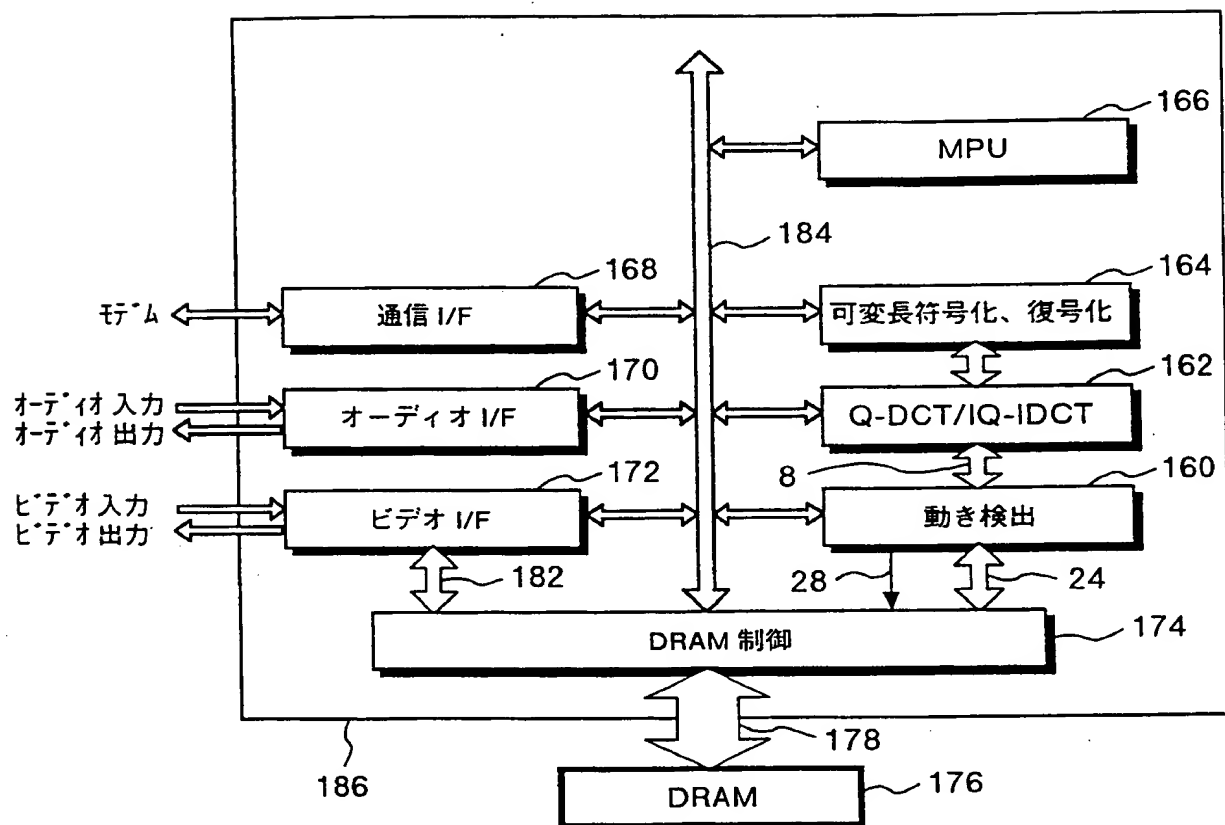 166
MPU
184
168
164
モデム
通信 I/F
可変長符号化、復号化
170
162
オーディオ 入力
オーディオ 出力
オーディオ I/F
Q-DCT/IQ-IDCT
172
8
160
ビデオ 入力
ビデオ 出力
ビデオ I/F
動き検出
182
28
24
DRAM 制御
174
178
186
DRAM
176